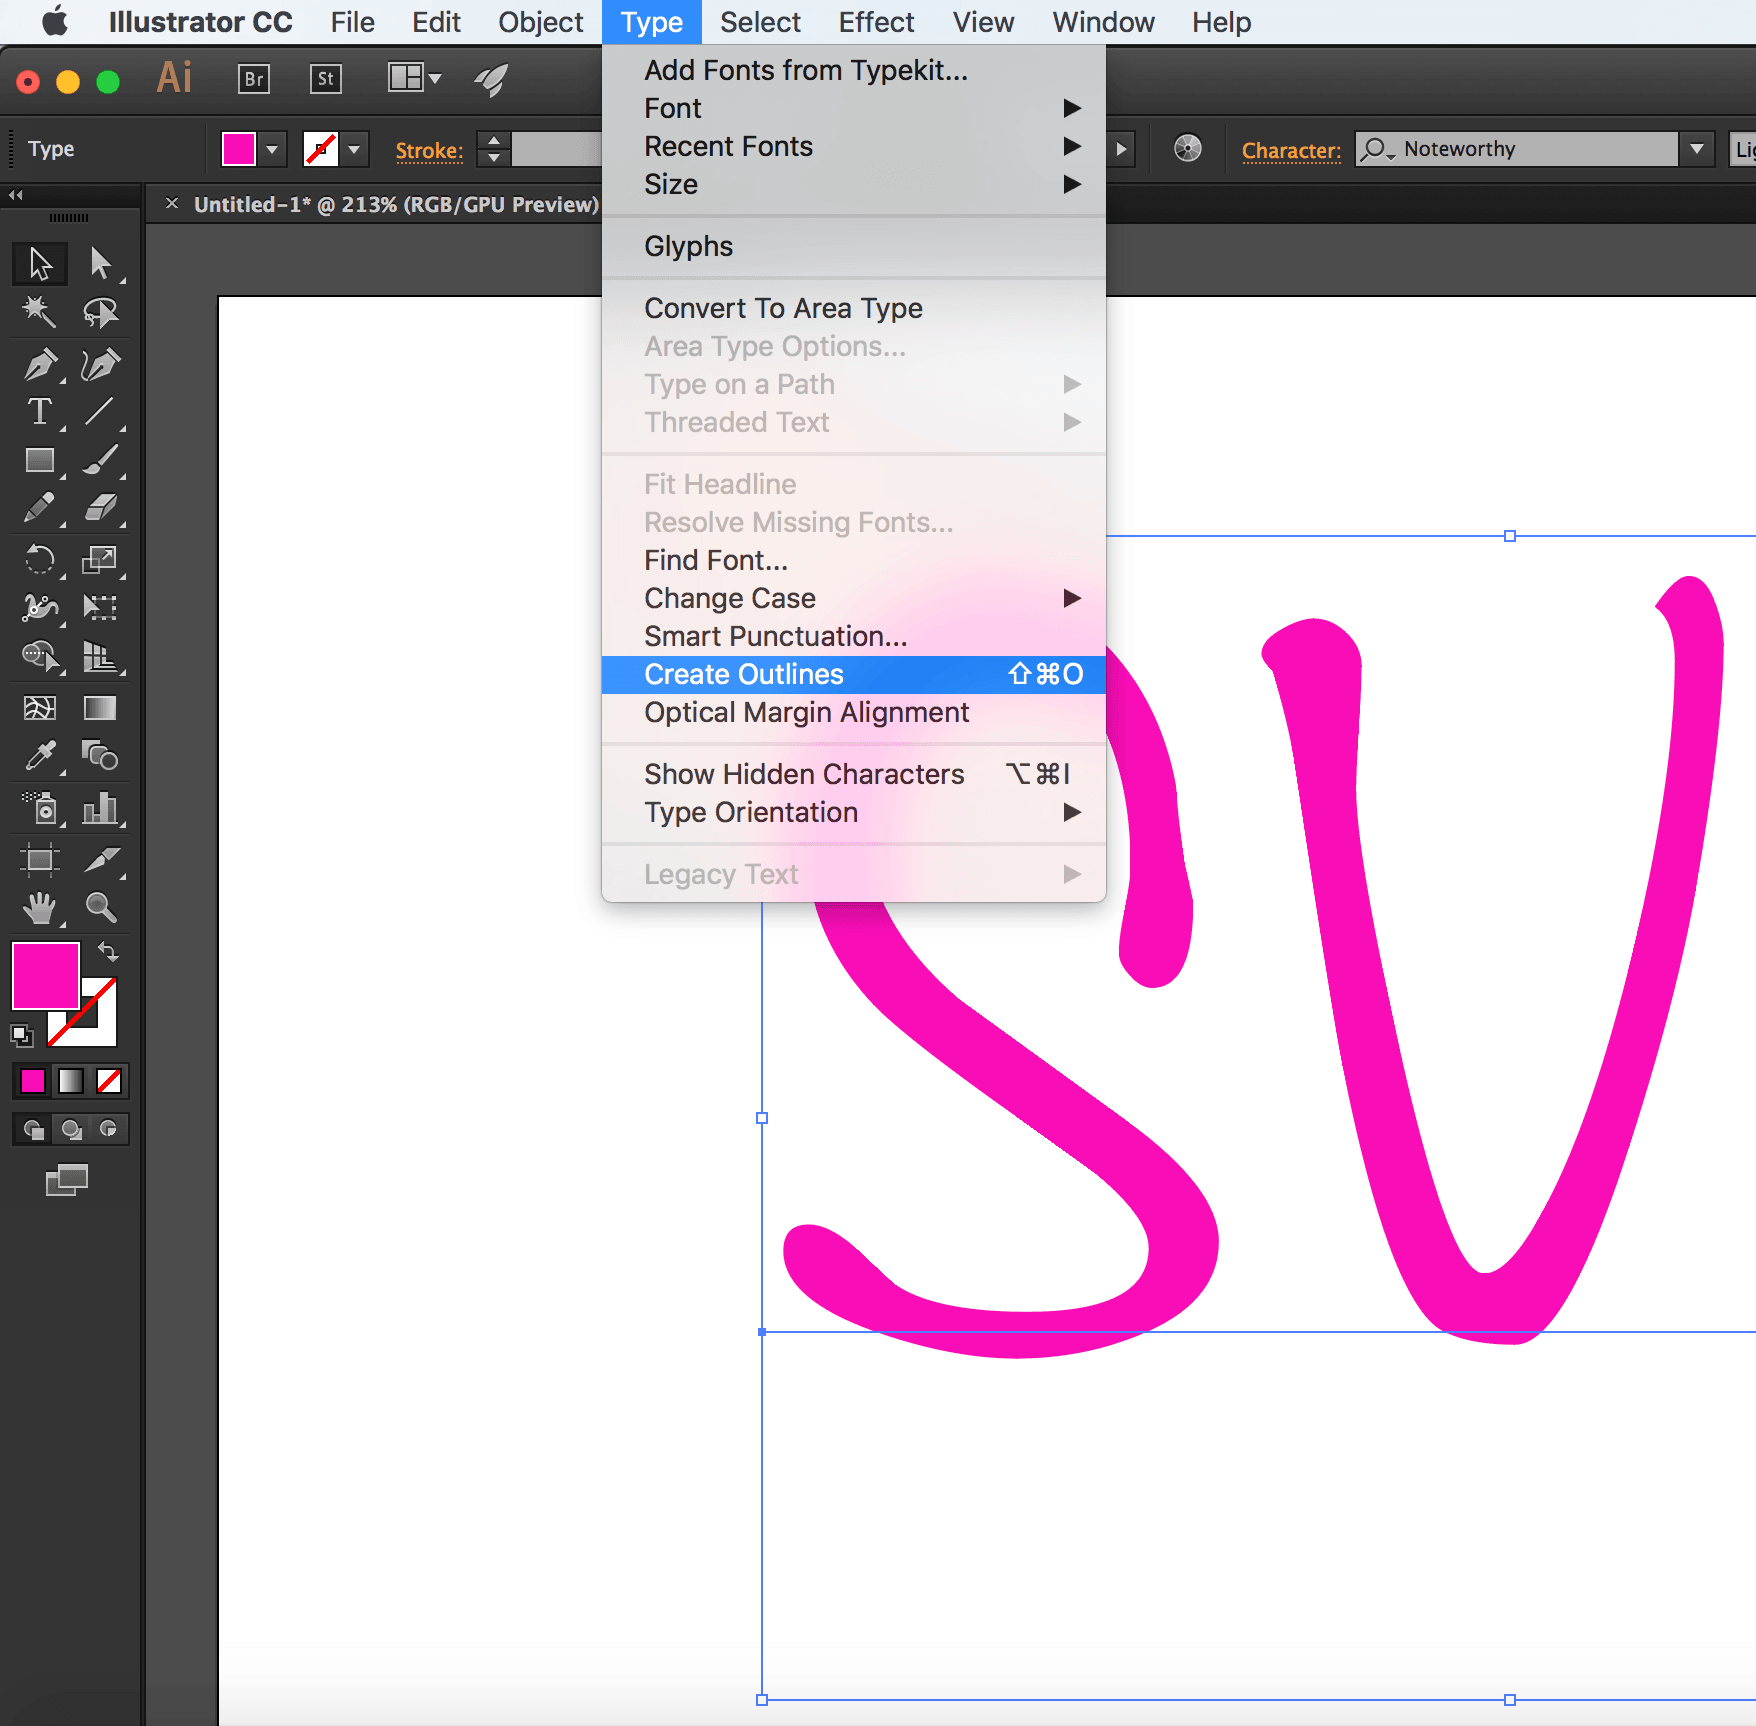 Illustrator CC File Edit Object Type Select Effect View Window Help
Ai Br St
Type Stroke: Character: Noteworthy Lig
× Untitled-1* @ 213% (RGB/GPU Preview)
Add Fonts from Typekit...
Font
Recent Fonts
Size
Glyphs
Convert To Area Type
Area Type Options...
Type on a Path
Threaded Text
Fit Headline
Resolve Missing Fonts...
Find Font...
Change Case
Smart Punctuation...
Create Outlines ⇧⌘O
Optical Margin Alignment
Show Hidden Characters ⌥⌘I
Type Orientation
Legacy Text
SV